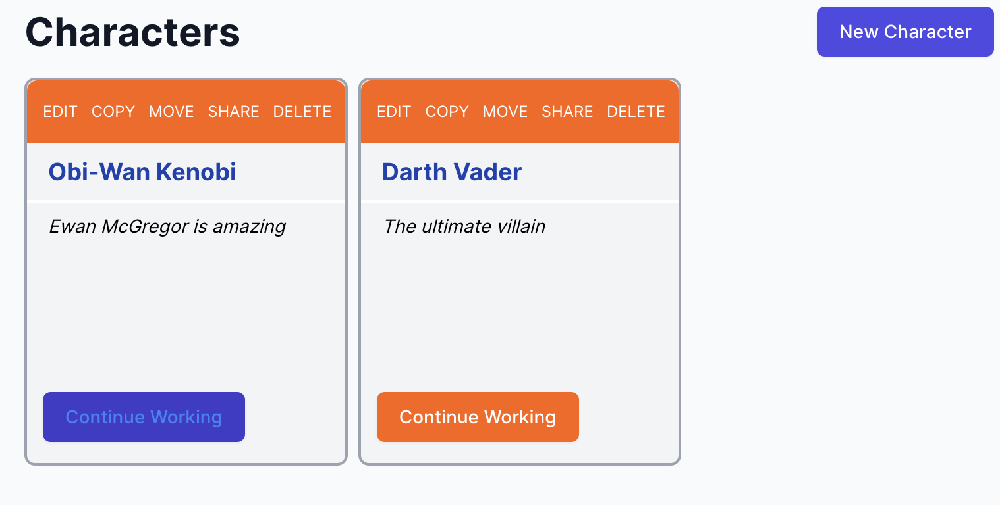 Characters
New Character
EDIT COPY MOVE SHARE DELETE
Obi-Wan Kenobi
Ewan McGregor is amazing
Continue Working
EDIT COPY MOVE SHARE DELETE
Darth Vader
The ultimate villain
Continue Working